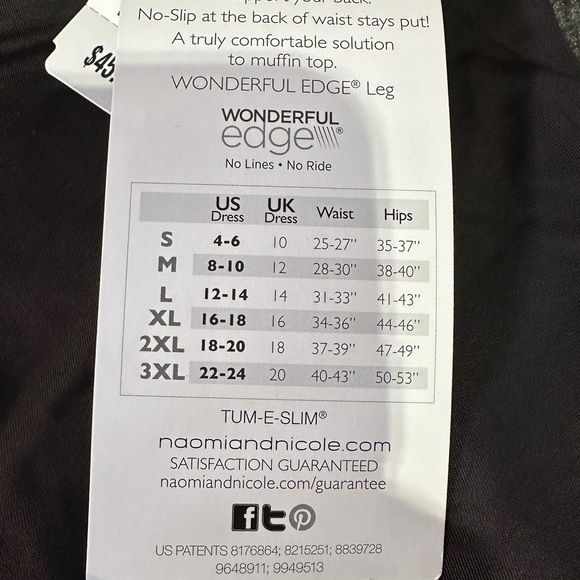 your back.
No-Slip at the back of waist stays put!
A truly comfortable solution
to muffin top.
WONDERFUL EDGE® Leg
WONDERFUL
edge®
No Lines • No Ride
US Dress UK Dress Waist Hips
S 4-6 10 25-27" 35-37"
M 8-10 12 28-30" 38-40"
L 12-14 14 31-33" 41-43"
XL 16-18 16 34-36" 44-46"
2XL 18-20 18 37-39" 47-49"
3XL 22-24 20 40-43" 50-53"
TUM-E-SLIM®
naomiandnicole.com
SATISFACTION GUARANTEED
naomiandnicole.com/guarantee
US PATENTS 8176864; 8215251; 8839728
9648911; 9949513